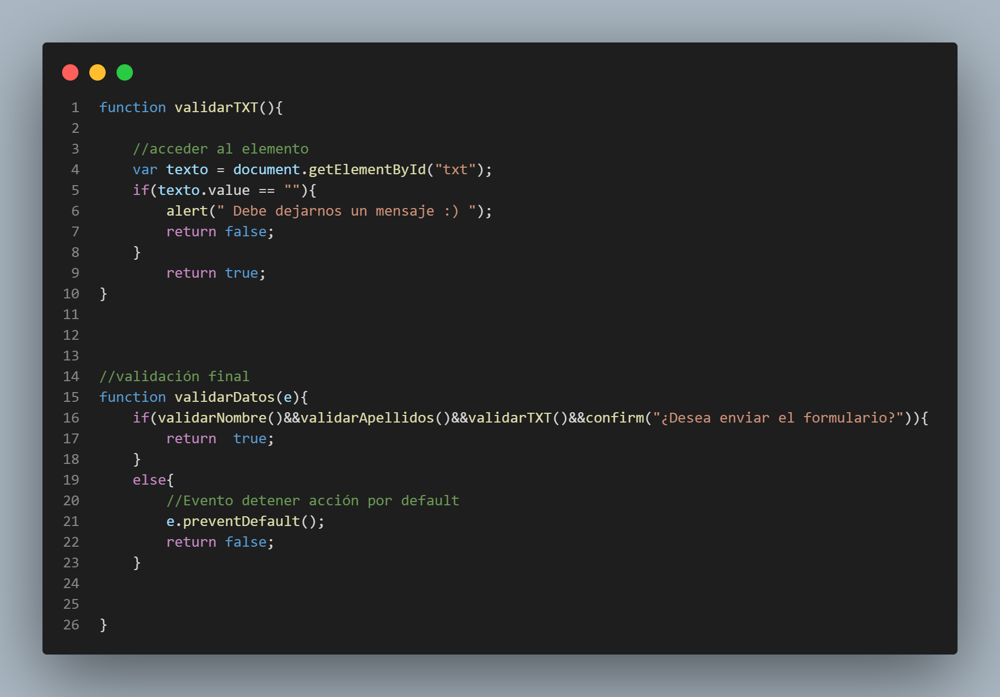 1 function validarTXT(){
2
3     //acceder al elemento
4     var texto = document.getElementById("txt");
5     if(texto.value == ""){
6         alert(" Debe dejarnos un mensaje :) ");
7         return false;
8     }
9         return true;
10 }
11
12
13
14 //validación final
15 function validarDatos(e){
16     if(validarNombre()&&validarApellidos()&&validarTXT()&&confirm("¿Desea enviar el formulario?")){
17         return  true;
18     }
19     else{
20         //Evento detener acción por default
21         e.preventDefault();
22         return false;
23     }
24
25
26 }